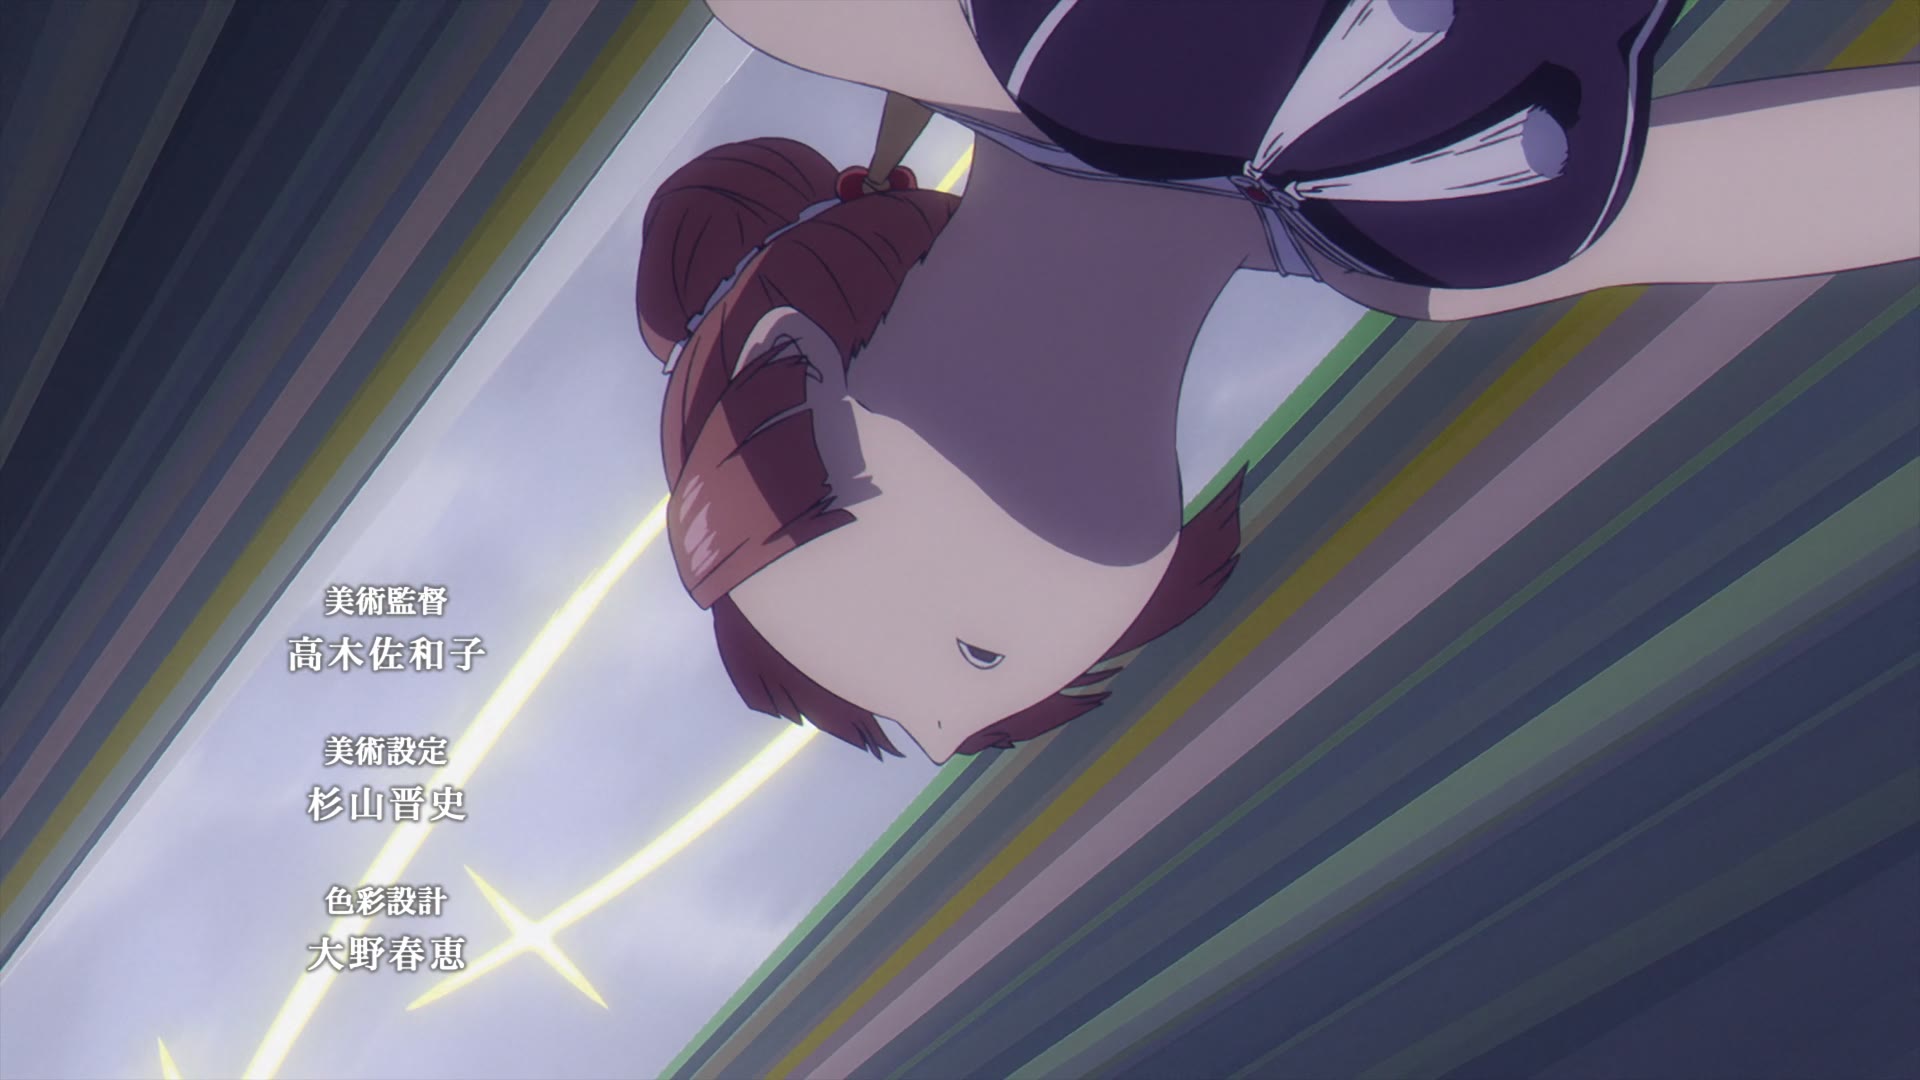 美術監督
高木佐和子
美術設定
杉山晋史
色彩設計
大野春恵